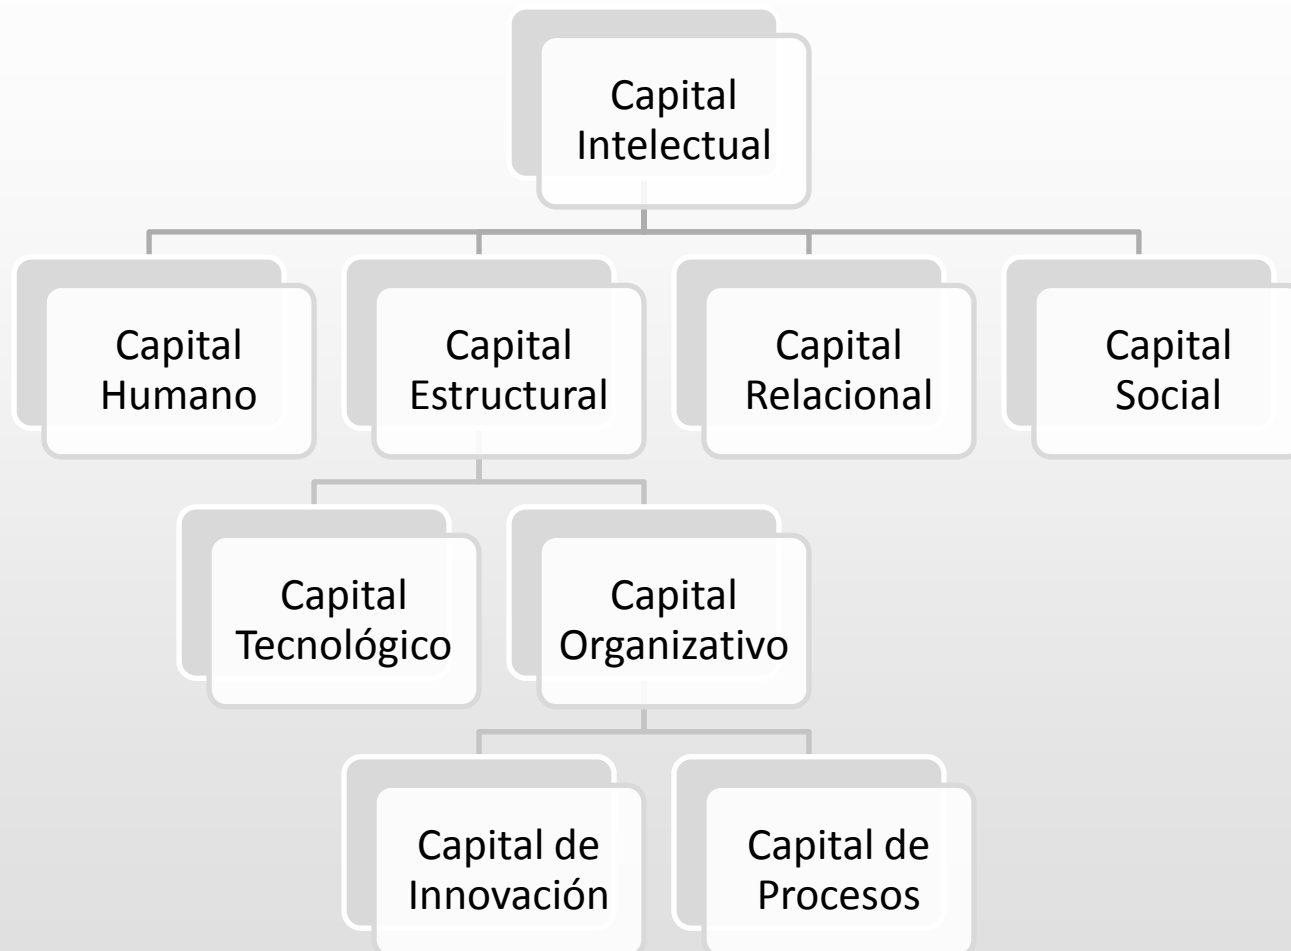 Capital
Intelectual
Capital
Humano
Capital
Estructural
Capital
Relacional
Capital
Social
Capital
Tecnológico
Capital
Organizativo
Capital de
Innovación
Capital de
Procesos